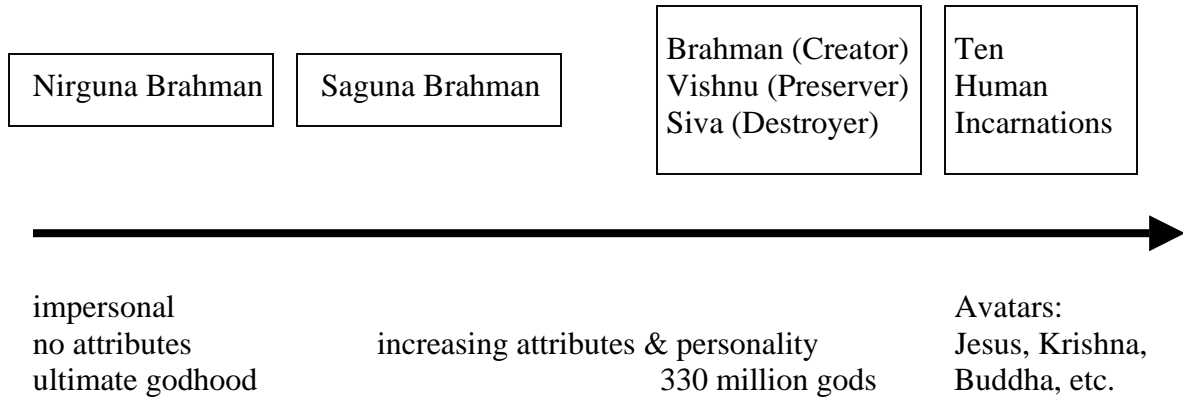 Nirguna Brahman
Saguna Brahman
Brahman (Creator)
Vishnu (Preserver)
Siva (Destroyer)
Ten
Human
Incarnations
impersonal
no attributes
ultimate godhood
increasing attributes & personality
330 million gods
Avatars:
Jesus, Krishna,
Buddha, etc.